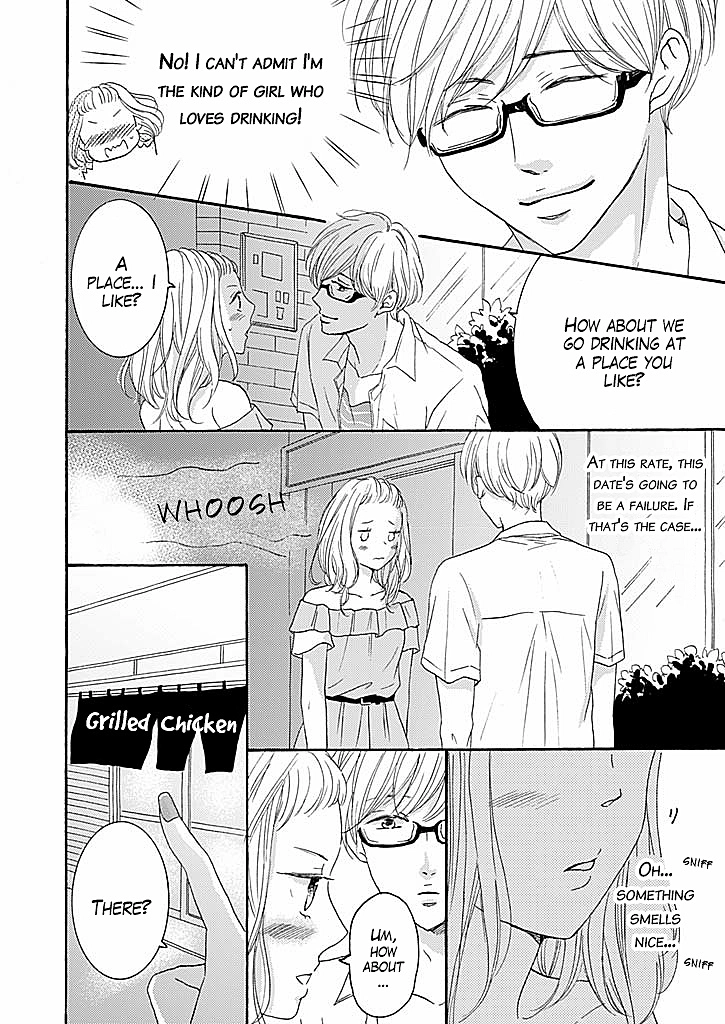 No! I can't admit I'm
the kind of girl who
loves drinking!
How about we
go drinking at
a place you
like?
A
place... I
like?
At this rate, this
date's going to
be a failure. If
that's the case...
WHOOSH
Oh...
something
smells
nice...
sniff
sniff
Um,
how
about
...
There?
Grilled Chicken